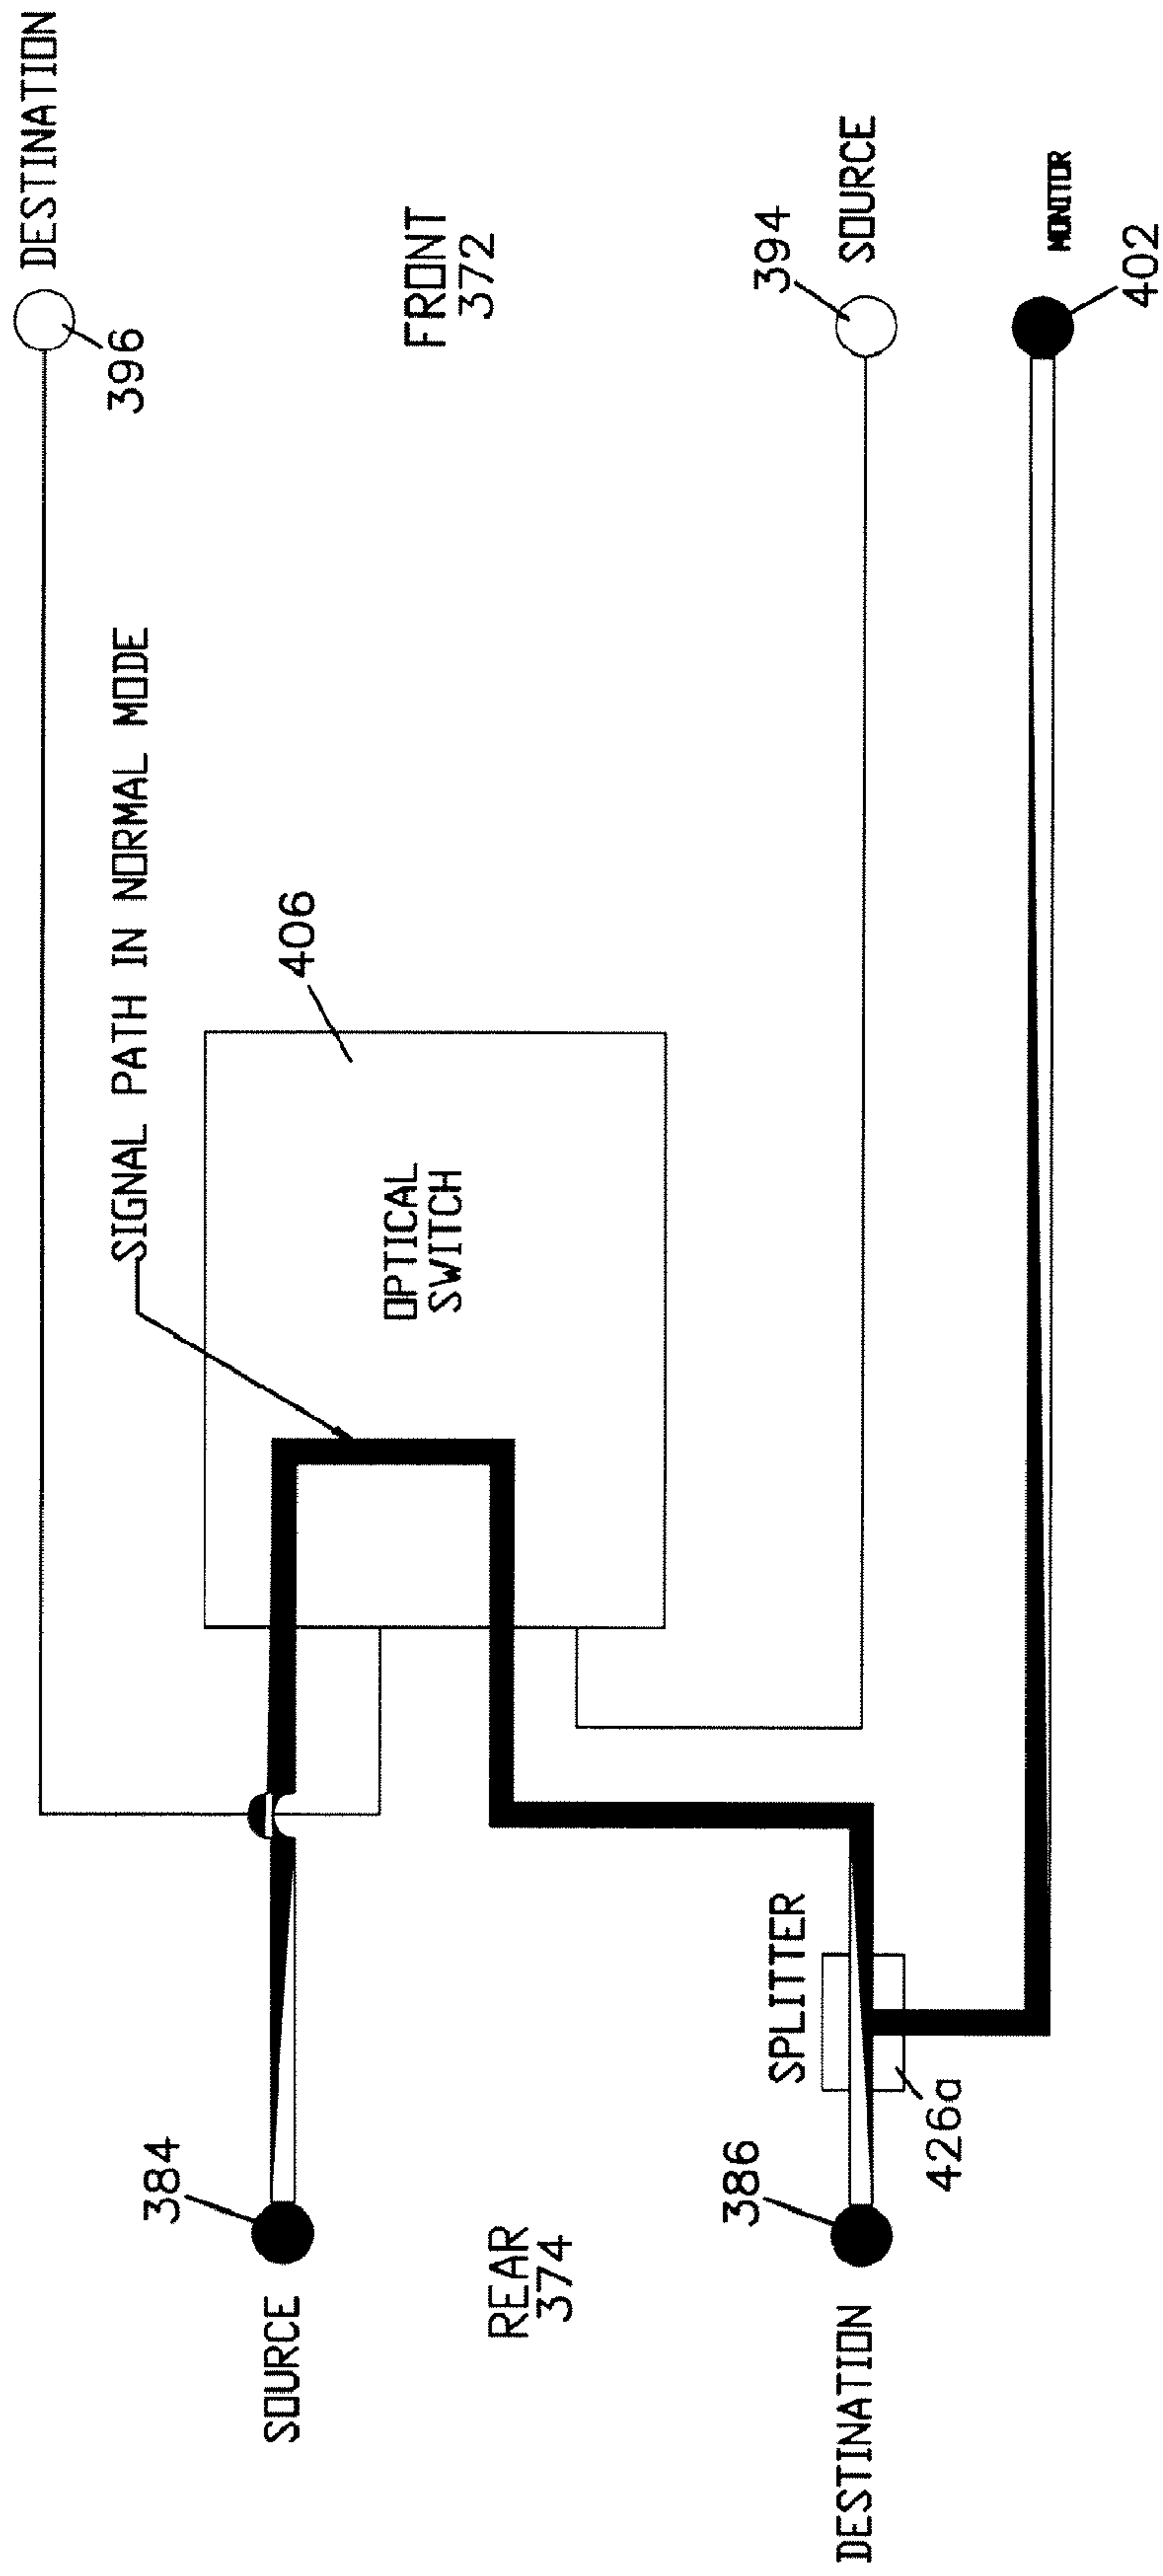 DESTINATION
396
SIGNAL PATH IN NORMAL MODE
384
SOURCE
406
OPTICAL
SWITCH
FRONT
372
REAR
374
394
SOURCE
SPLITTER
386
DESTINATION
426a
MONITOR
402